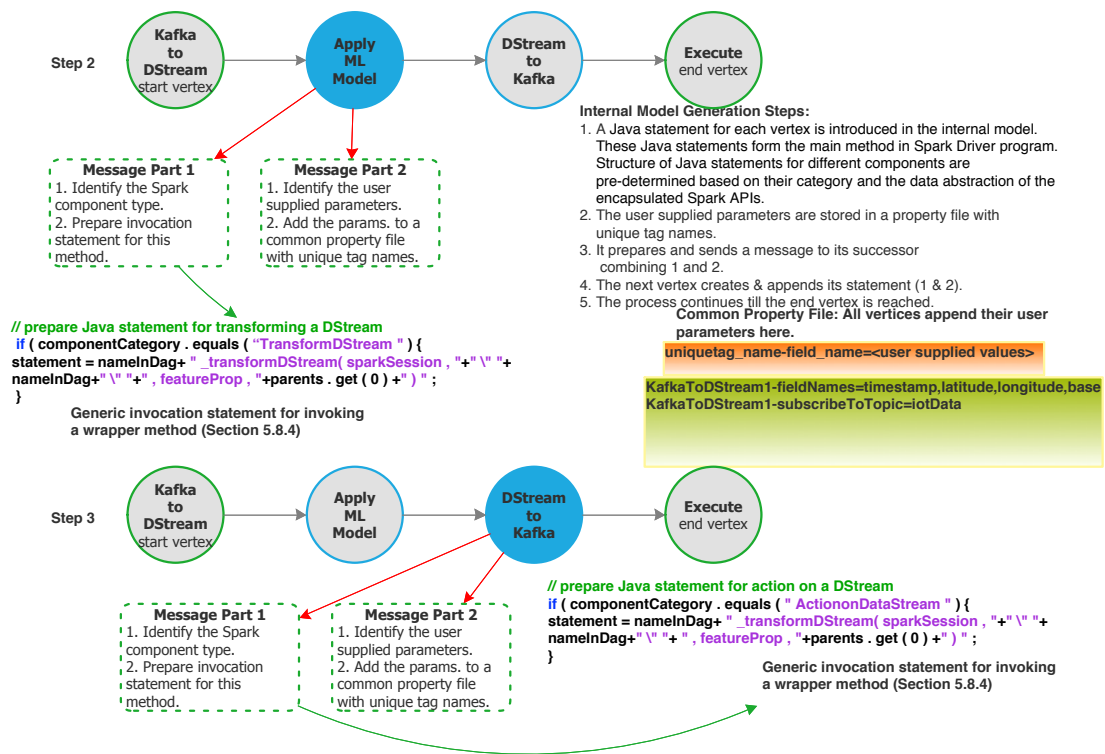 Step 2
Kafka
to
DStream
start vertex
Apply
ML
Model
DStream
to
Kafka
Execute
end vertex
Message Part 1
1. Identify the Spark
component type.
2. Prepare invocation
statement for this
method.
Message Part 2
1. Identify the user
supplied parameters.
2. Add the params. to a
common property file
with unique tag names.
Internal Model Generation Steps:
1. A Java statement for each vertex is introduced in the internal model.
These Java statements form the main method in Spark Driver program.
Structure of Java statements for different components are
pre-determined based on their category and the data abstraction of the
encapsulated Spark APIs.
2. The user supplied parameters are stored in a property file with
unique tag names.
3. It prepares and sends a message to its successor
combining 1 and 2.
4. The next vertex creates & appends its statement (1 & 2).
5. The process continues till the end vertex is reached.
// prepare Java statement for transforming a DStream
if ( componentCategory . equals ( “TransformDStream " ) {
statement = nameInDag+ " _transformDStream( sparkSession , "+" \" "+
nameInDag+" \" "+" , featureProp , "+parents . get ( 0 ) +" ) " ;
}
Generic invocation statement for invoking
a wrapper method (Section 5.8.4)
Common Property File: All vertices append their user
parameters here.
uniquetag_name-field_name=<user supplied values>
KafkaToDStream1-fieldNames=timestamp,latitude,longitude,base
KafkaToDStream1-subscribeToTopic=iotData
Step 3
Kafka
to
DStream
start vertex
Apply
ML
Model
DStream
to
Kafka
Execute
end vertex
Message Part 1
1. Identify the Spark
component type.
2. Prepare invocation
statement for this
method.
Message Part 2
1. Identify the user
supplied parameters.
2. Add the params. to a
common property file
with unique tag names.
// prepare Java statement for action on a DStream
if ( componentCategory . equals ( " ActiononDataStream " ) {
statement = nameInDag+ " _transformDStream( sparkSession , "+" \" "+
nameInDag+" \" "+ " , featureProp , "+parents . get ( 0 ) +" ) " ;
}
Generic invocation statement for invoking
a wrapper method (Section 5.8.4)